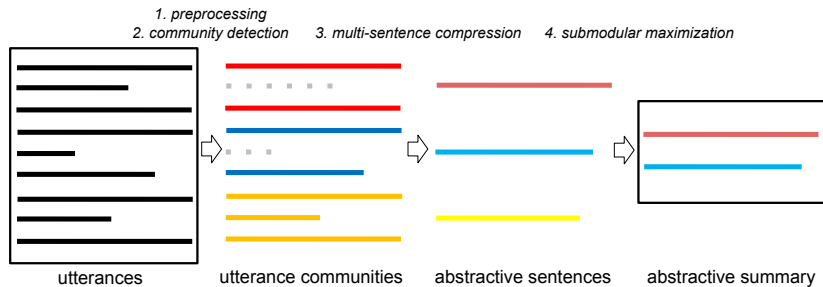 1. preprocessing
2. community detection 3. multi-sentence compression 4. submodular maximization
utterances utterance communities abstractive sentences abstractive summary